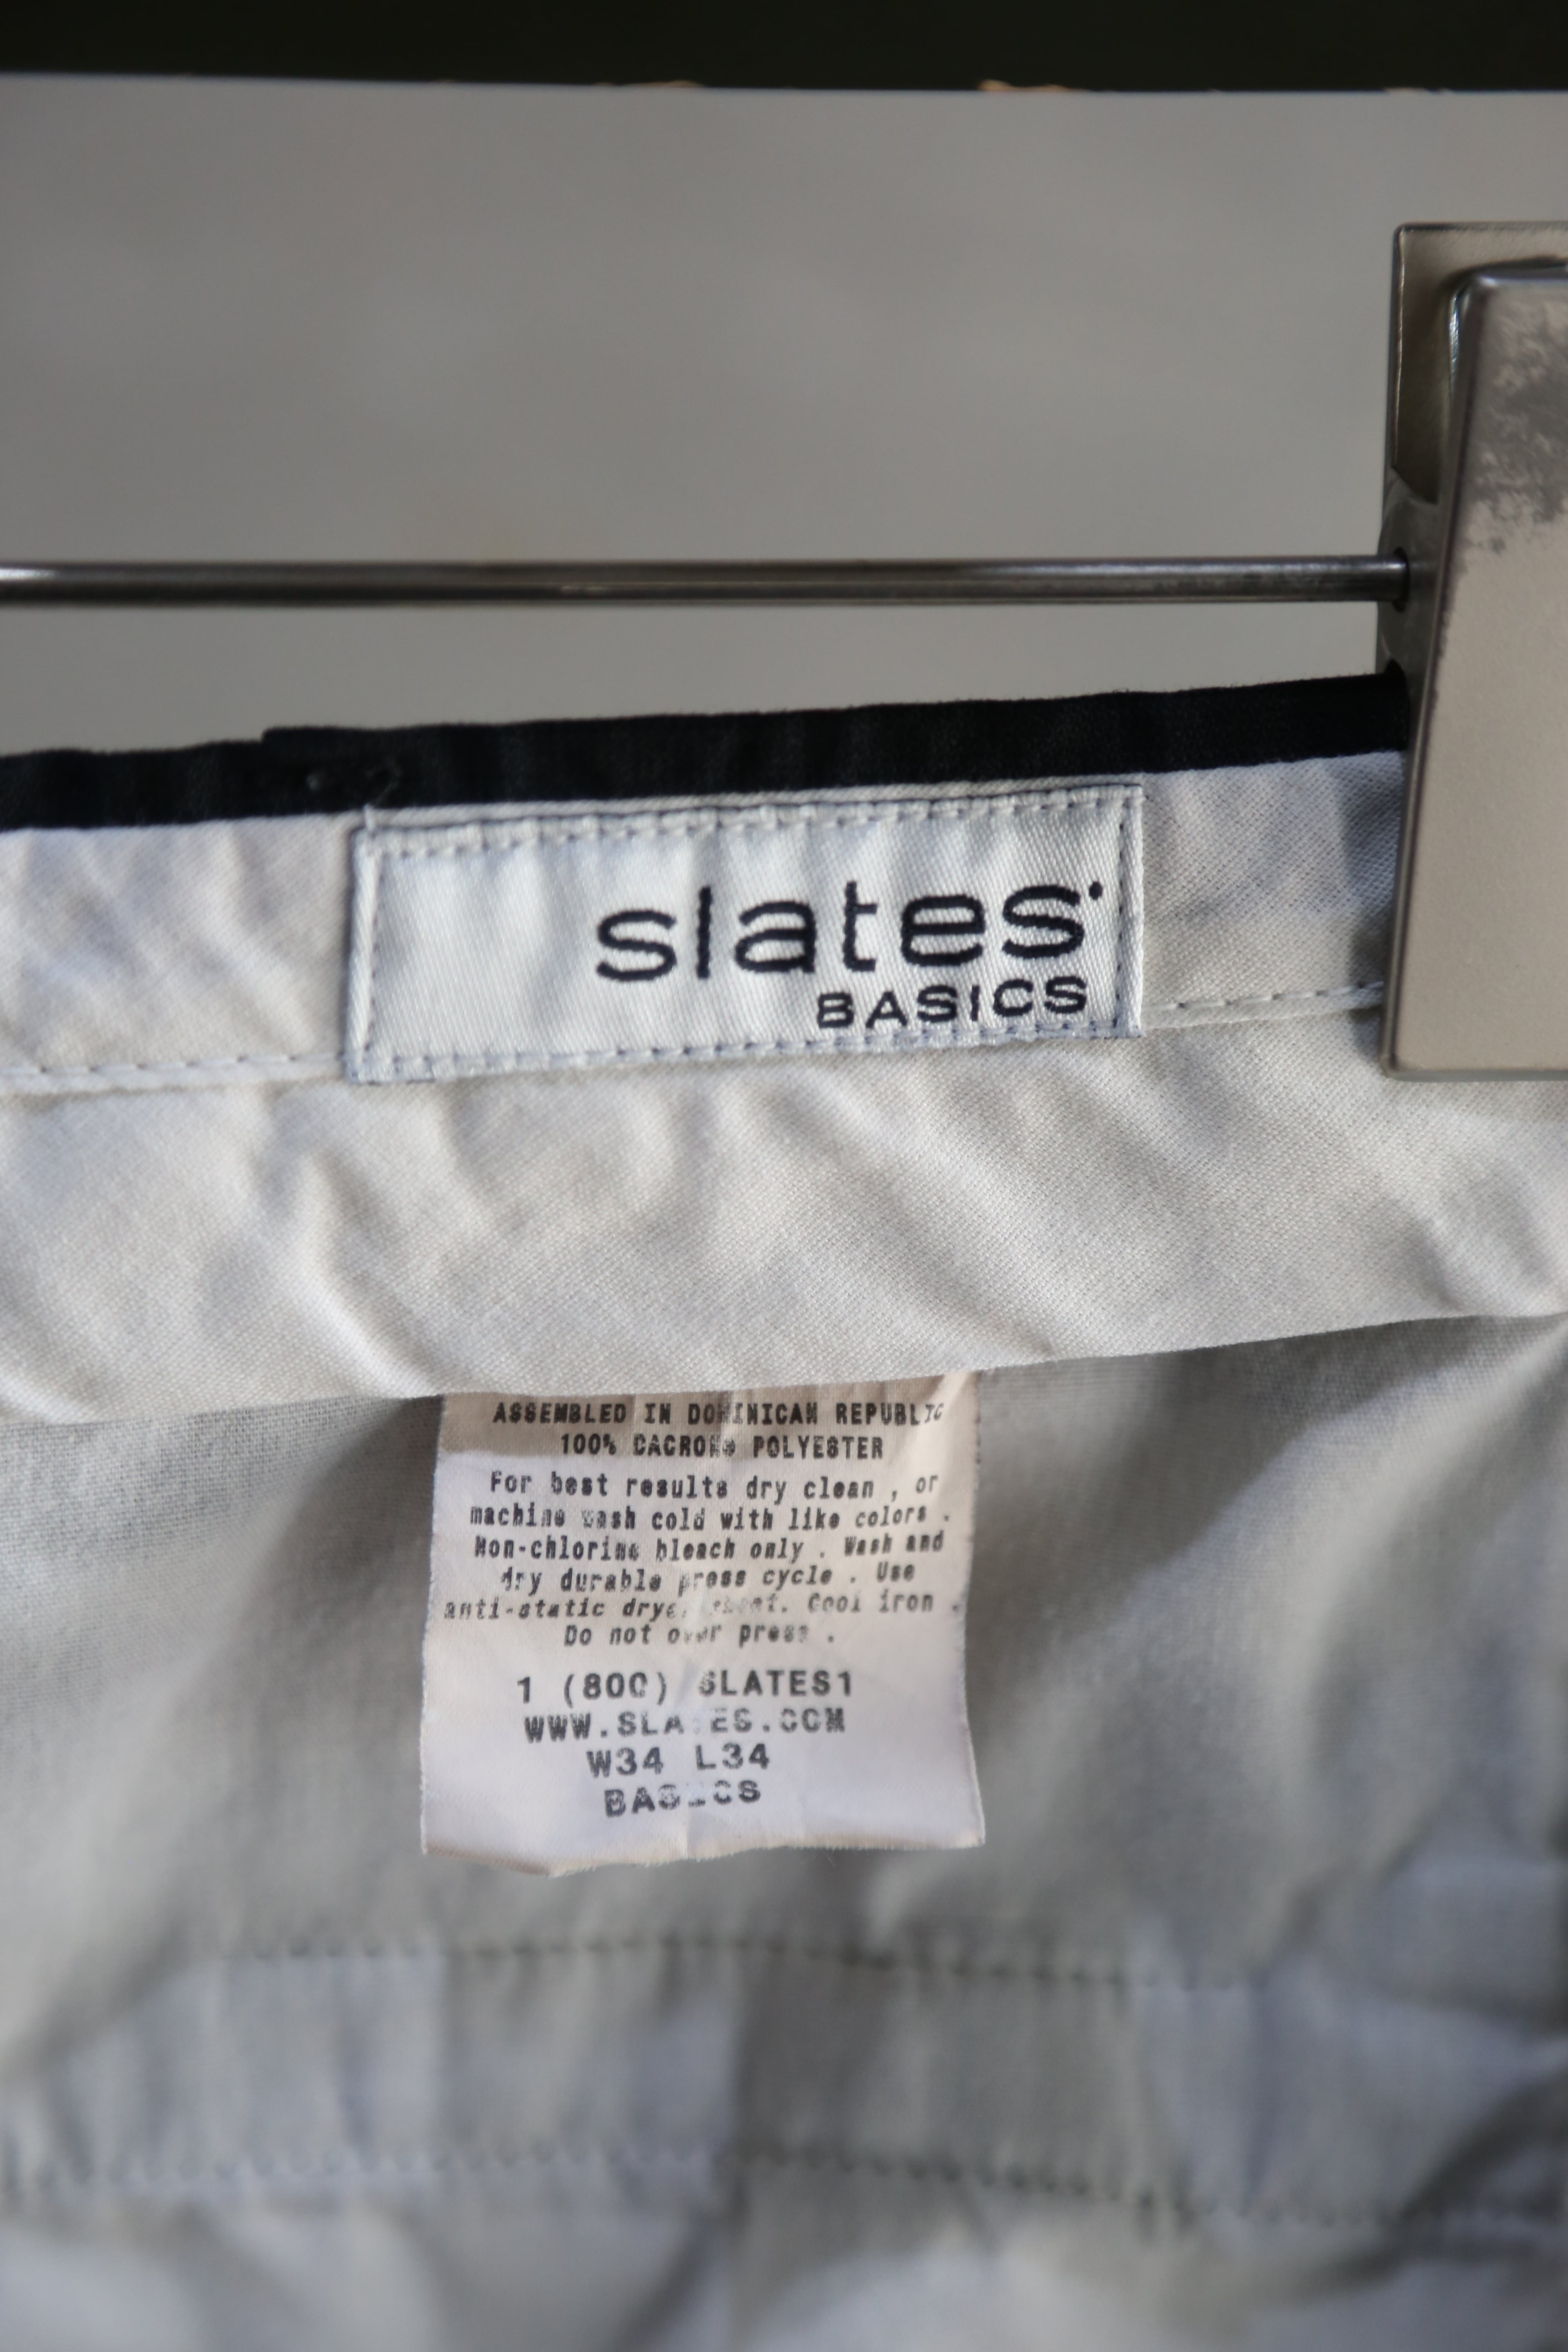 slates
BASICS
ASSEMBLED IN DOMINICAN REPUBLIC
100% DACRON® POLYESTER
For best results dry clean , or
machine wash cold with like colors .
Non-chlorine bleach only . Wash and
dry durable press cycle . Use
anti-static dryer sheet. Cool iron .
Do not over press .
1 (800) SLATES1
WWW.SLATES.COM
W34 L34
BASICS